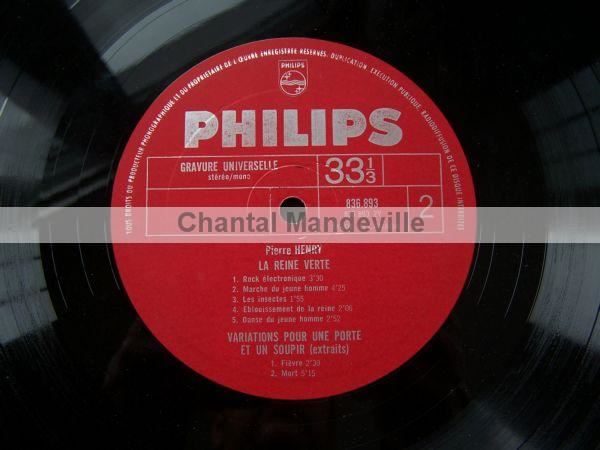 TOUS DROITS DU PRODUCTEUR PHONOGRAPHIQUE ET DU PROPRIETAIRE DE L'ŒUVRE ENREGISTREE RESERVES. DUPLICATION, EXECUTION PUBLIQUE, RADIODIFFUSION DE CE DISQUE INTERDITES
PHILIPS
PHILIPS
GRAVURE UNIVERSELLE
stéréo/mono
33 1/3
836.893
2
Chantal Mandeville
Pierre HENRY
LA REINE VERTE
1. Rock électronique 3'30
2. Marche du jeune homme 4'25
3. Les insectes 1'55
4. Eblouissement de la reine 2'06
5. Danse du jeune homme 2'52
VARIATIONS POUR UNE PORTE
ET UN SOUPIR (extraits)
1. Fièvre
2. Mort 5'15